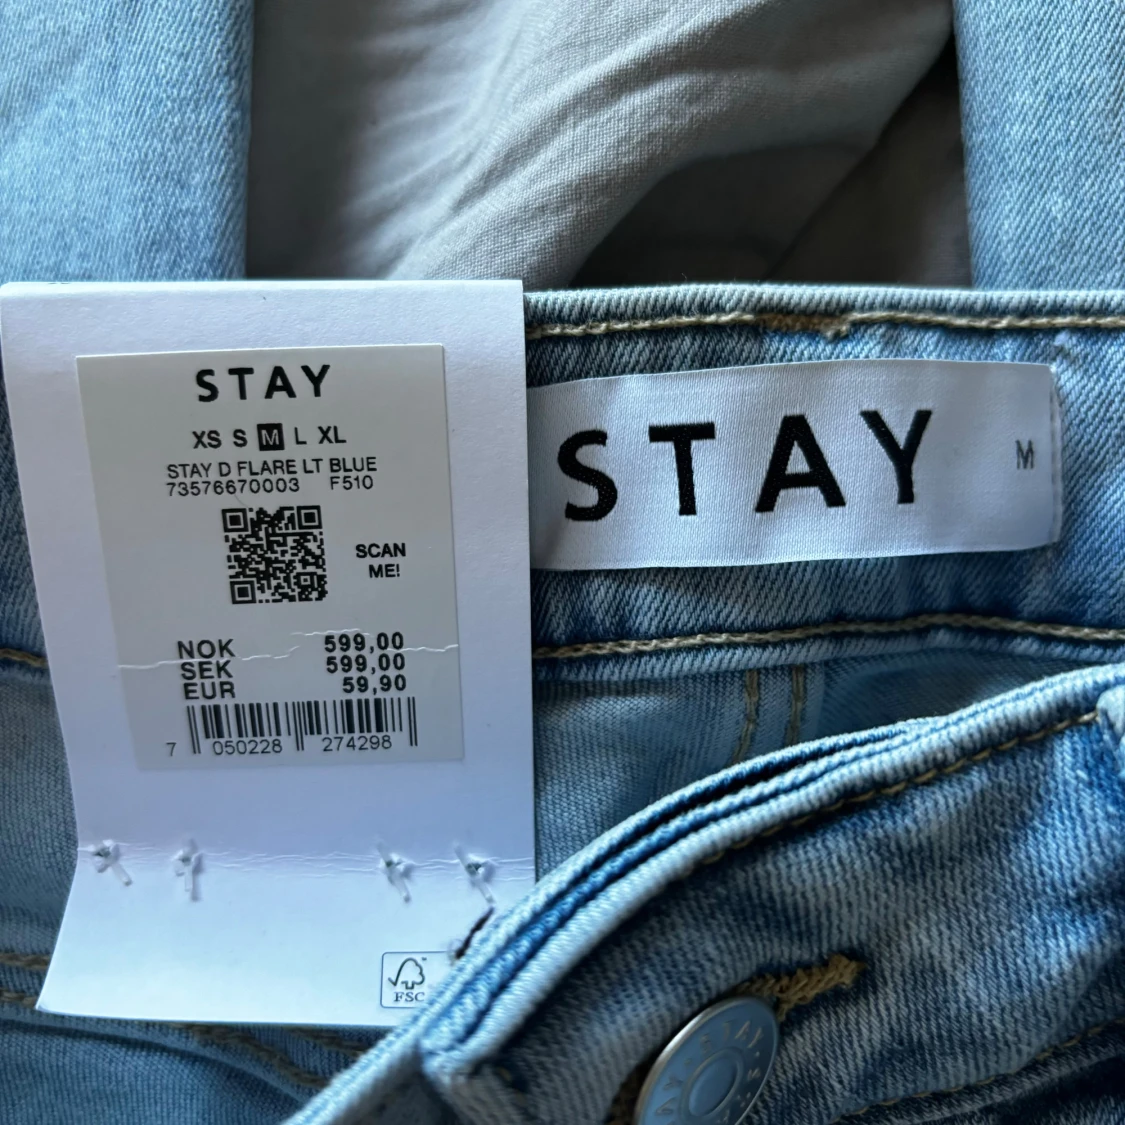 STAY
XS S M L XL
STAY D FLARE LT BLUE
73576670003 F510
SCAN
ME!
NOK 599,00
SEK 599,00
EUR 59,90
7 050228 274298
FSC
STAY M
STAY